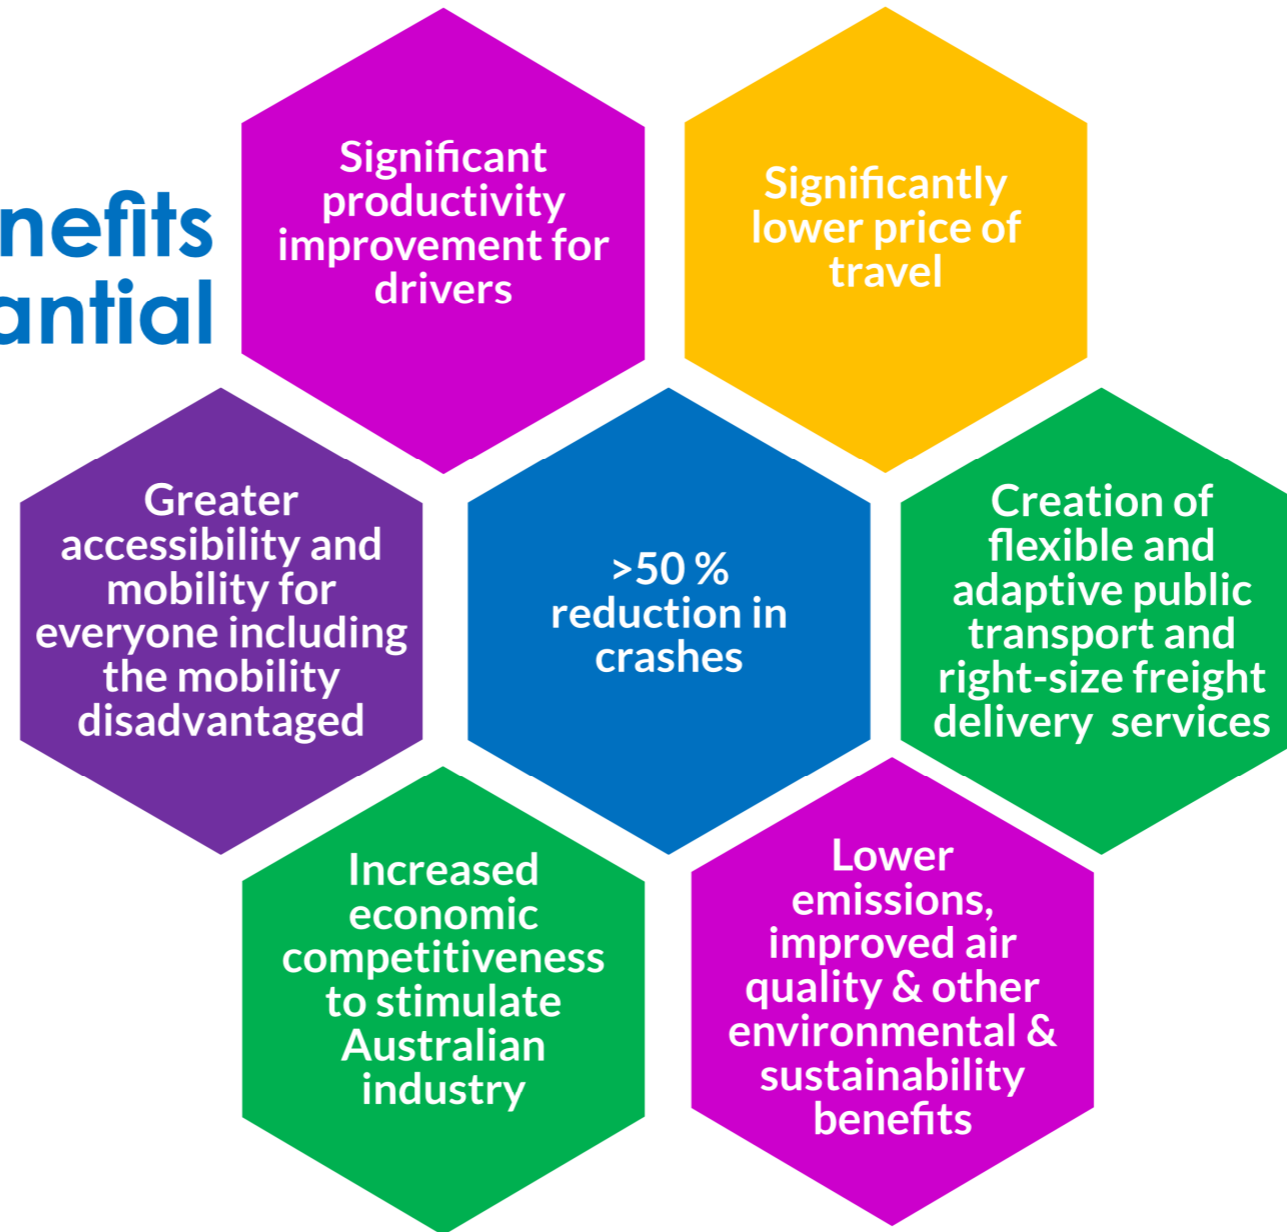 nefits
antial
Significant
productivity
improvement for
drivers
Significantly
lower price of
travel
Greater
accessibility and
mobility for
everyone including
the mobility
disadvantaged
>50 %
reduction in
crashes
Creation of
flexible and
adaptive public
transport and
right-size freight
delivery  services
Increased
economic
competitiveness
to stimulate
Australian
industry
Lower
emissions,
improved air
quality & other
environmental &
sustainability
benefits